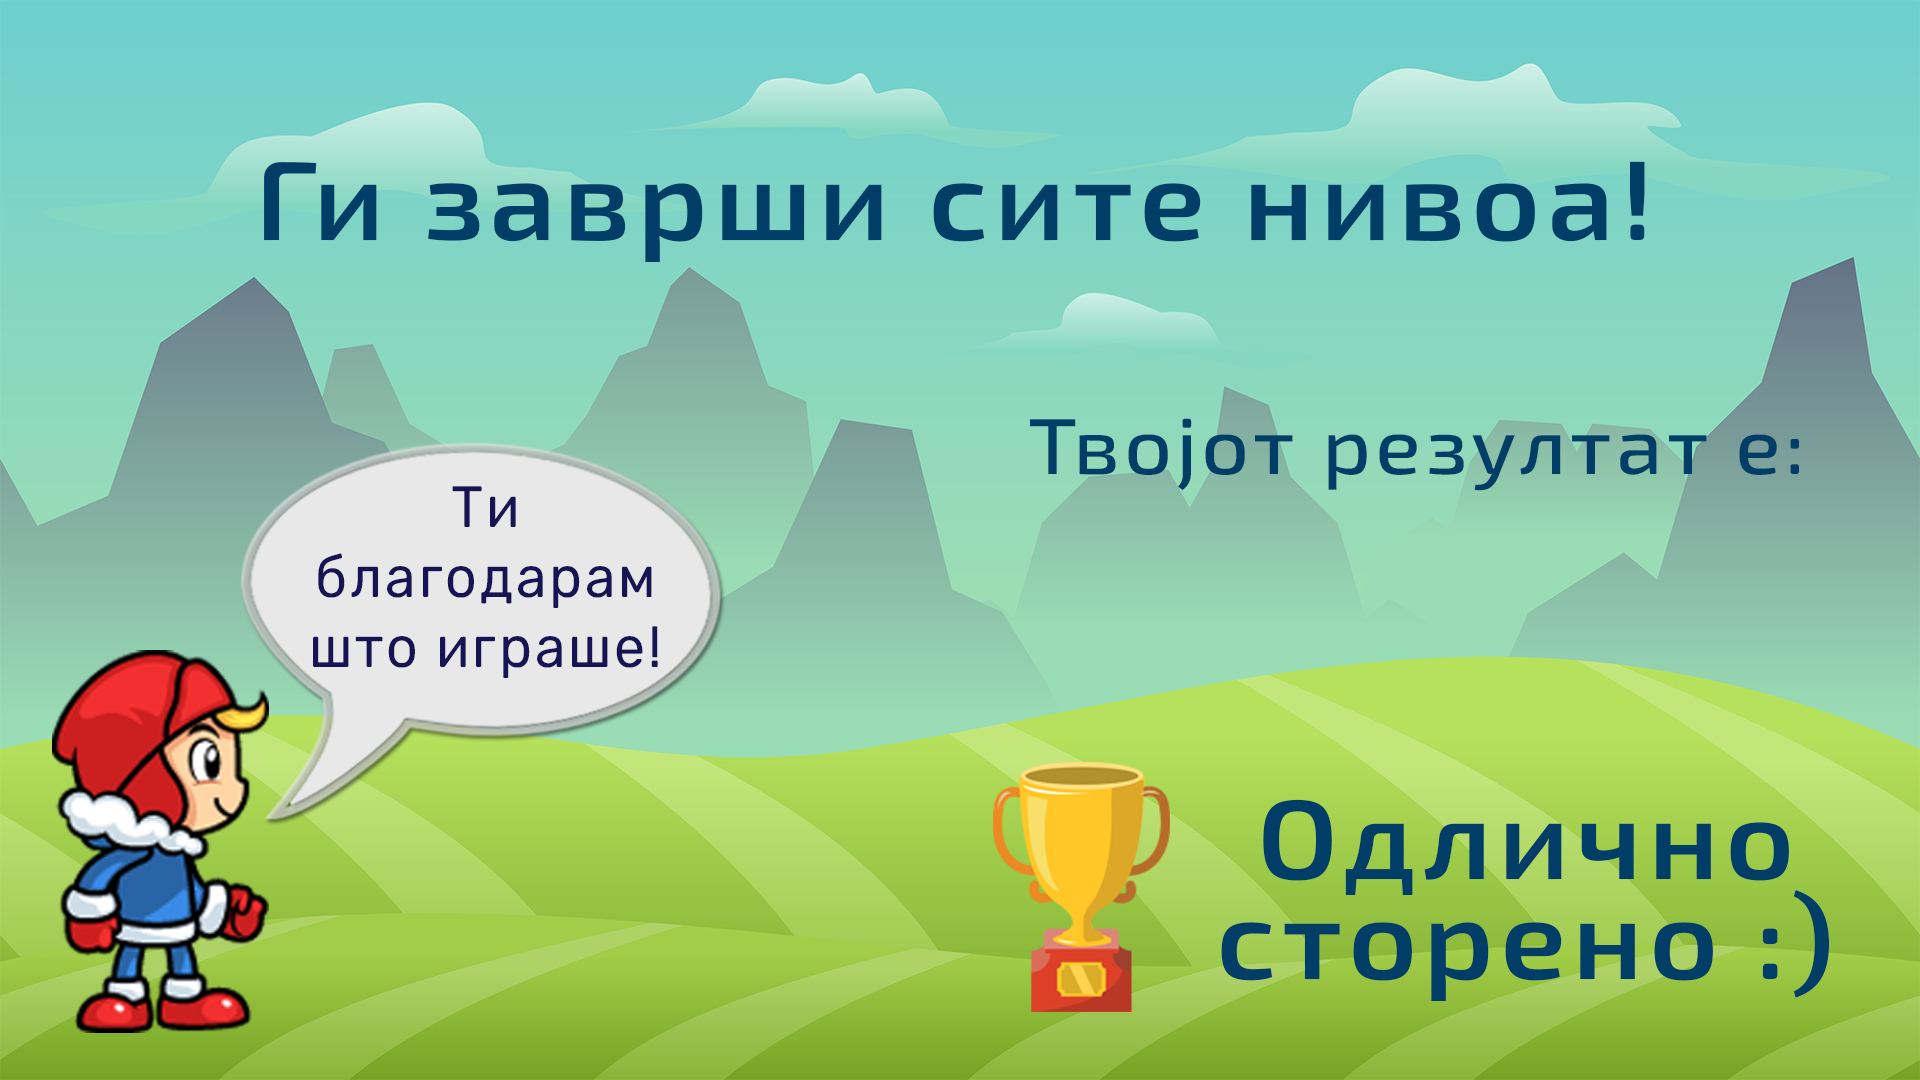 Ги заврши сите нивоа!
Твојот резултат е:
Ти
благодарам
што играше!
Одлично
сторено :)